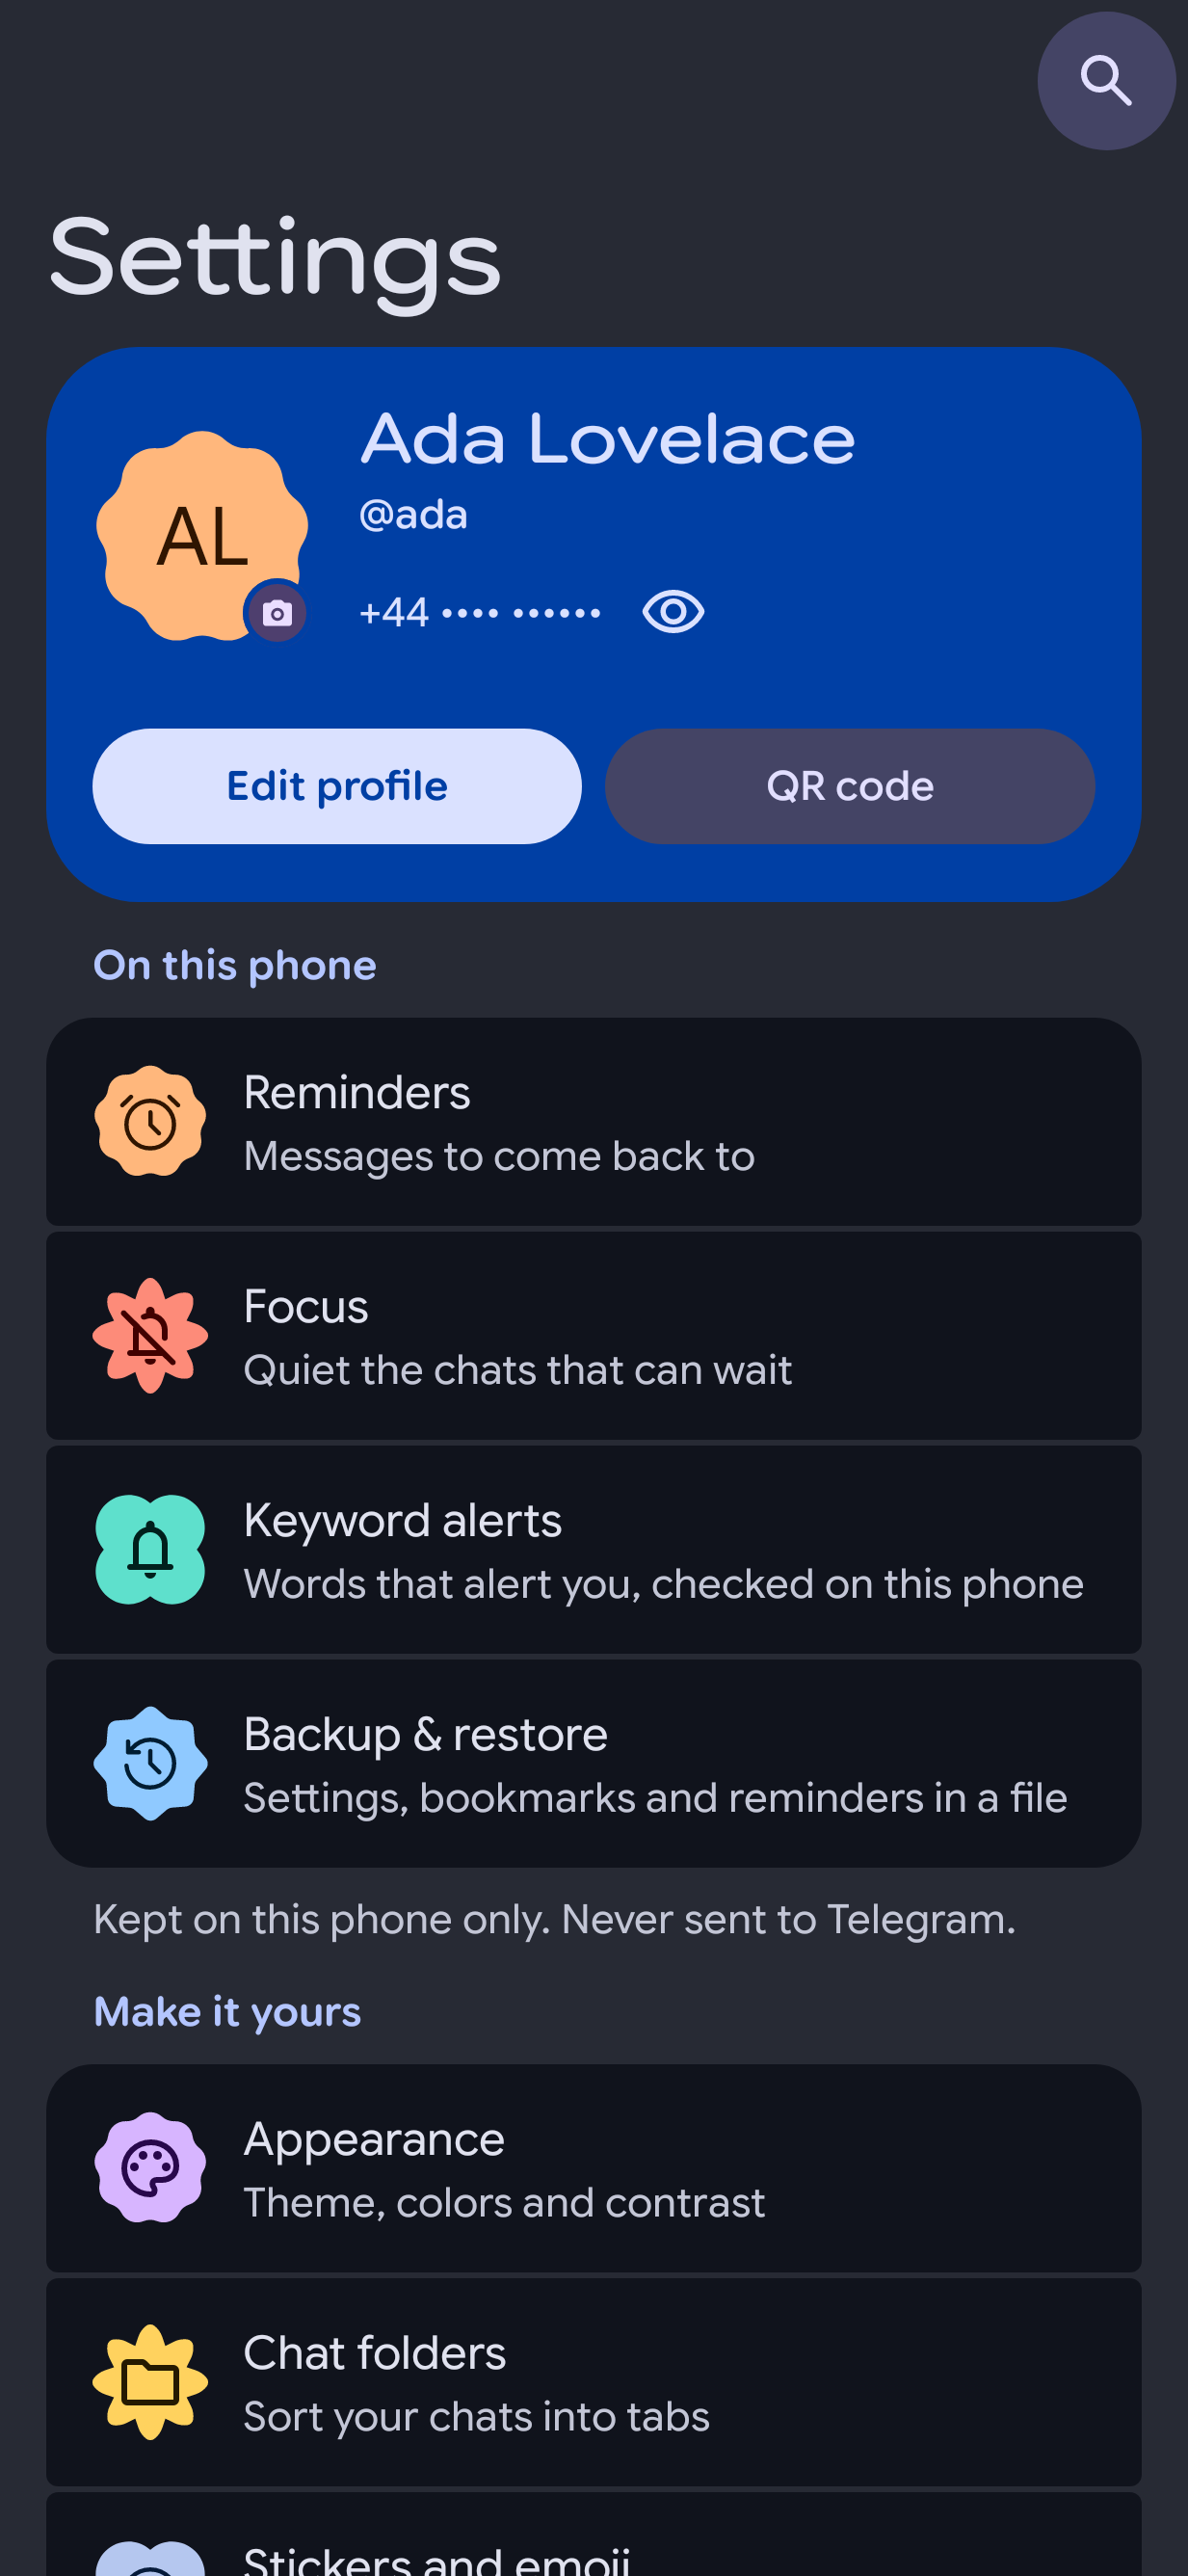 Settings
AL
Ada Lovelace
@ada
+44 •••• ••••••
Edit profile
QR code
On this phone
Reminders
Messages to come back to
Focus
Quiet the chats that can wait
Keyword alerts
Words that alert you, checked on this phone
Backup & restore
Settings, bookmarks and reminders in a file
Kept on this phone only. Never sent to Telegram.
Make it yours
Appearance
Theme, colors and contrast
Chat folders
Sort your chats into tabs
Stickers and emoji